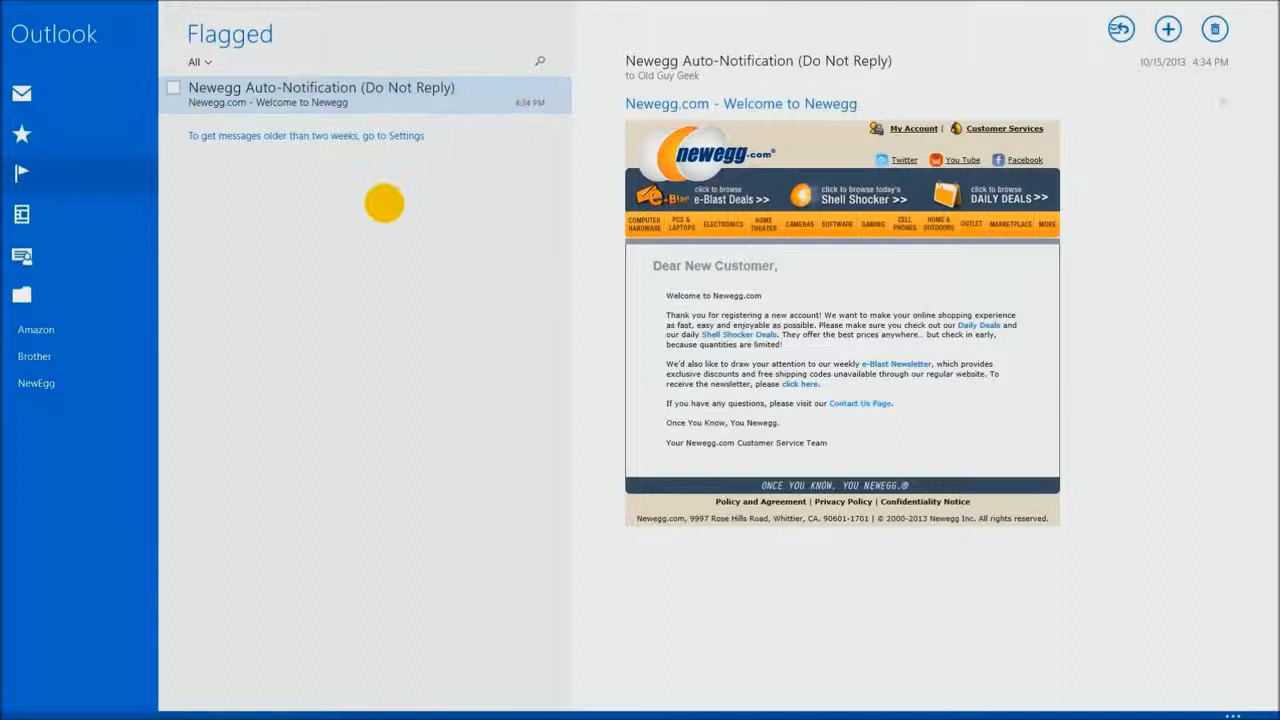 Outlook
Amazon
Brother
NewEgg
Flagged
All
Newegg Auto-Notification (Do Not Reply)
Newegg.com - Welcome to Newegg
4:34 PM
To get messages older than two weeks, go to Settings
Newegg Auto-Notification (Do Not Reply)
to Old Guy Geek
10/15/2013 4:34 PM
Newegg.com - Welcome to Newegg
newegg.com®
My Account | Customer Services
Twitter You Tube Facebook
e-Blast
click to browse
e-Blast Deals >>
click to browse today's
Shell Shocker >>
click to browse
DAILY DEALS >>
COMPUTER HARDWARE
PCS & LAPTOPS
ELECTRONICS
HOME THEATER
CAMERAS
SOFTWARE
GAMING
CELL PHONES
HOME & OUTDOORS
OUTLET
MARKETPLACE
MORE
Dear New Customer,
Welcome to Newegg.com
Thank you for registering a new account! We want to make your online shopping experience
as fast, easy and enjoyable as possible. Please make sure you check out our Daily Deals and
our daily Shell Shocker Deals. They offer the best prices anywhere… but check in early,
because quantities are limited!
We'd also like to draw your attention to our weekly e-Blast Newsletter, which provides
exclusive discounts and free shipping codes unavailable through our regular website. To
receive the newsletter, please click here.
If you have any questions, please visit our Contact Us Page.
Once You Know, You Newegg.
Your Newegg.com Customer Service Team
ONCE YOU KNOW, YOU NEWEGG.®
Policy and Agreement | Privacy Policy | Confidentiality Notice
Newegg.com, 9997 Rose Hills Road, Whittier, CA. 90601-1701 | © 2000-2013 Newegg Inc. All rights reserved.